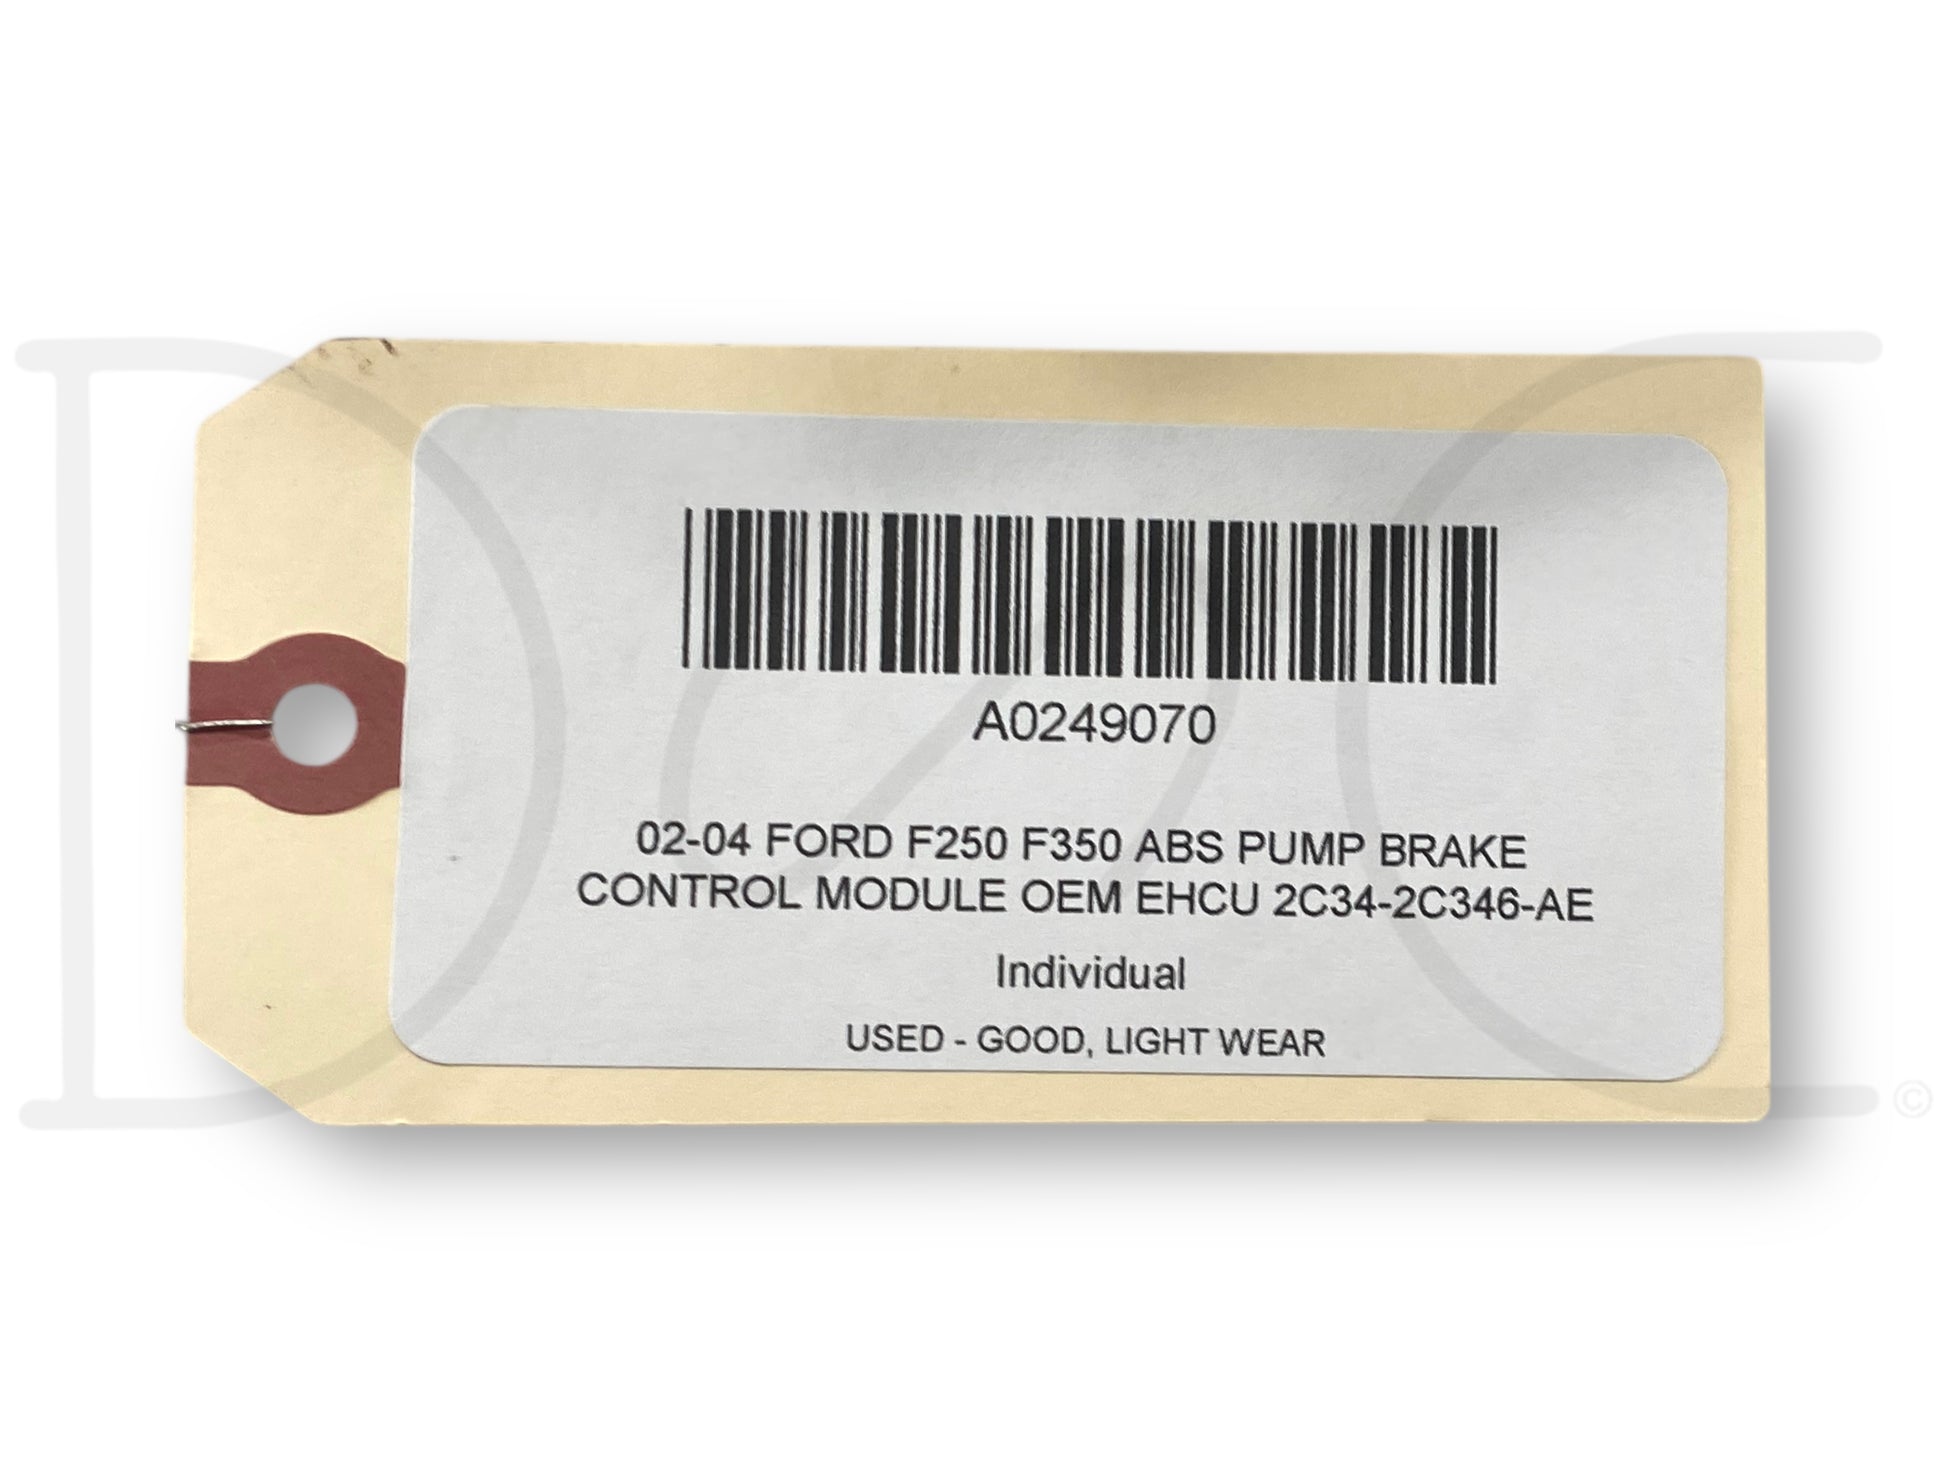 A0249070
02-04 FORD F250 F350 ABS PUMP BRAKE
CONTROL MODULE OEM EHCU 2C34-2C346-AE
Individual
USED - GOOD, LIGHT WEAR